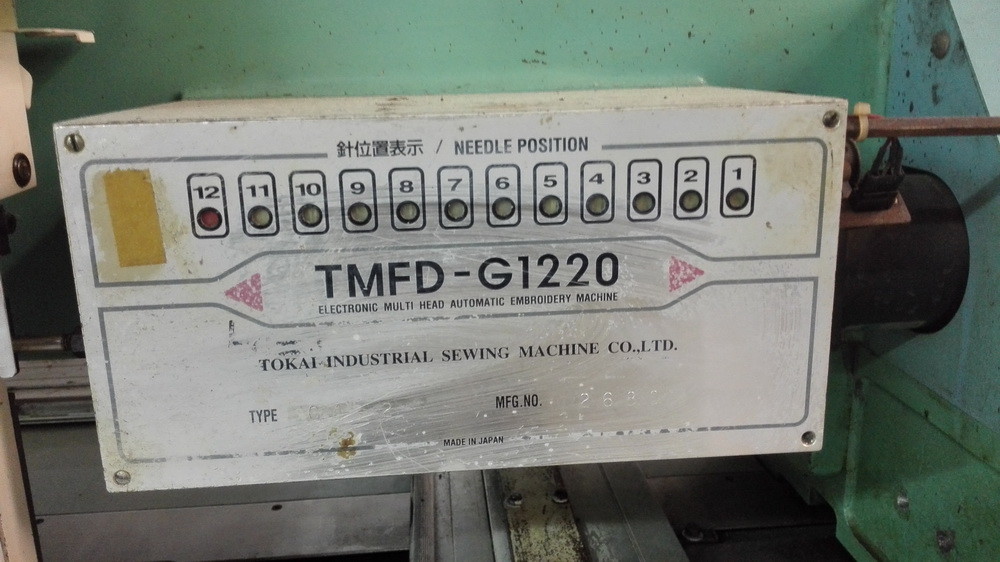 針位置表示 / NEEDLE POSITION
12 11 10 9 8 7 6 5 4 3 2 1
TMFD-G1220
ELECTRONIC MULTI HEAD AUTOMATIC EMBROIDERY MACHINE
TOKAI INDUSTRIAL SEWING MACHINE CO.,LTD.
TYPE
MFG.NO.
MADE IN JAPAN